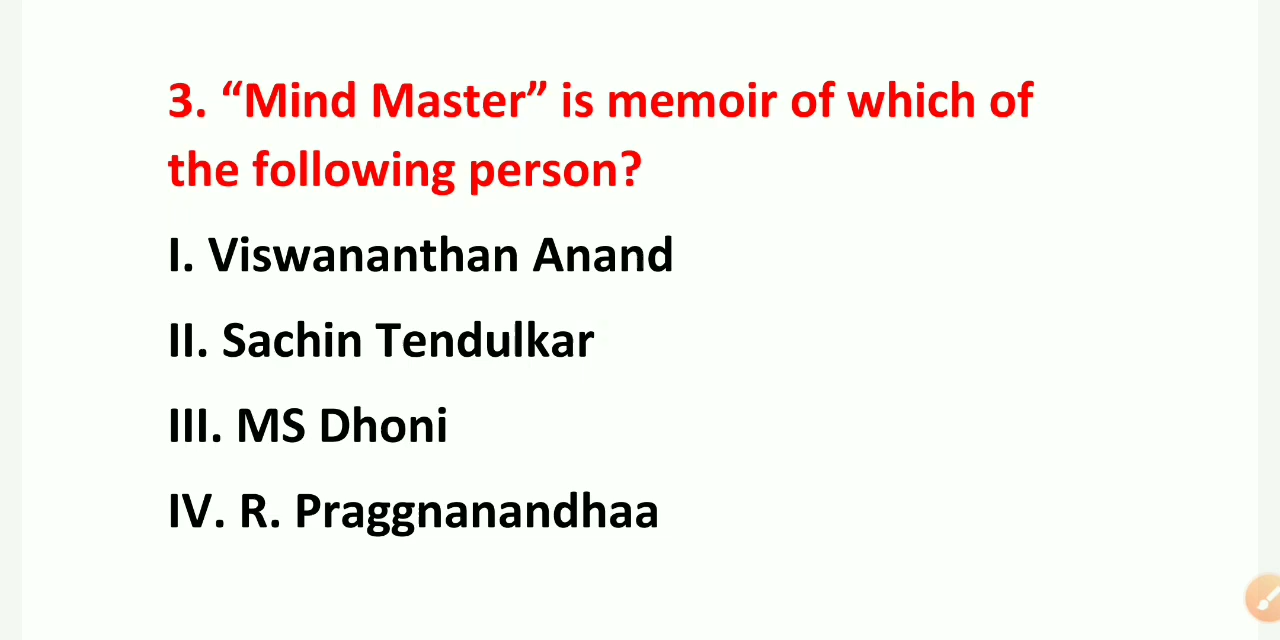 3. “Mind Master” is memoir of which of
the following person?
I. Viswananthan Anand
II. Sachin Tendulkar
III. MS Dhoni
IV. R. Praggnanandhaa